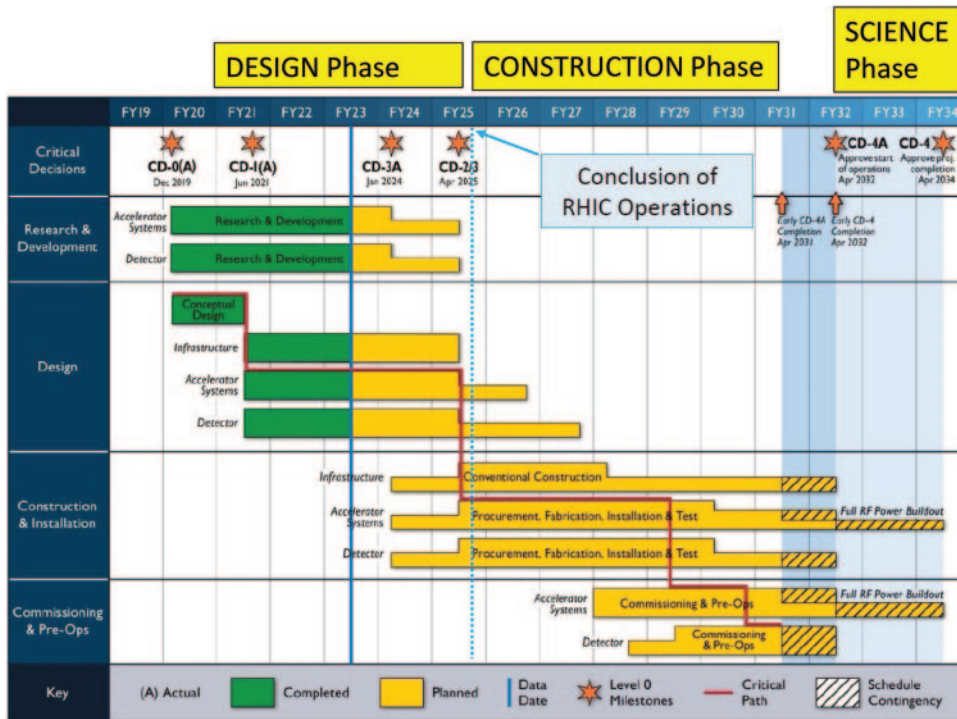 DESIGN Phase
CONSTRUCTION Phase
SCIENCE
Phase
FY19 FY20 FY21 FY22 FY23 FY24 FY25 FY26 FY27 FY28 FY29 FY30 FY31 FY32 FY33 FY34
Critical
Decisions
CD-0(A)
Dec 2019
CD-1(A)
Jun 2021
CD-3A
Jan 2024
CD-2/3
Apr 2025
CD-4A
Approve start
of operations
Apr 2032
CD-4
Approve proj.
completion
Apr 2034
Conclusion of
RHIC Operations
Early CD-4A
Completion
Apr 2031
Early CD-4
Completion
Apr 2032
Research &
Development
Accelerator
Systems
Research & Development
Detector
Research & Development
Design
Conceptual
Design
Infrastructure
Accelerator
Systems
Detector
Construction
& Installation
Infrastructure
Conventional Construction
Accelerator
Systems
Procurement, Fabrication, Installation & Test
Full RF Power Buildout
Detector
Procurement, Fabrication, Installation & Test
Commissioning
& Pre-Ops
Accelerator
Systems
Commissioning & Pre-Ops
Full RF Power Buildout
Detector
Commissioning
& Pre-Ops
Key
(A) Actual
Completed
Planned
Data
Date
Level 0
Milestones
Critical
Path
Schedule
Contingency